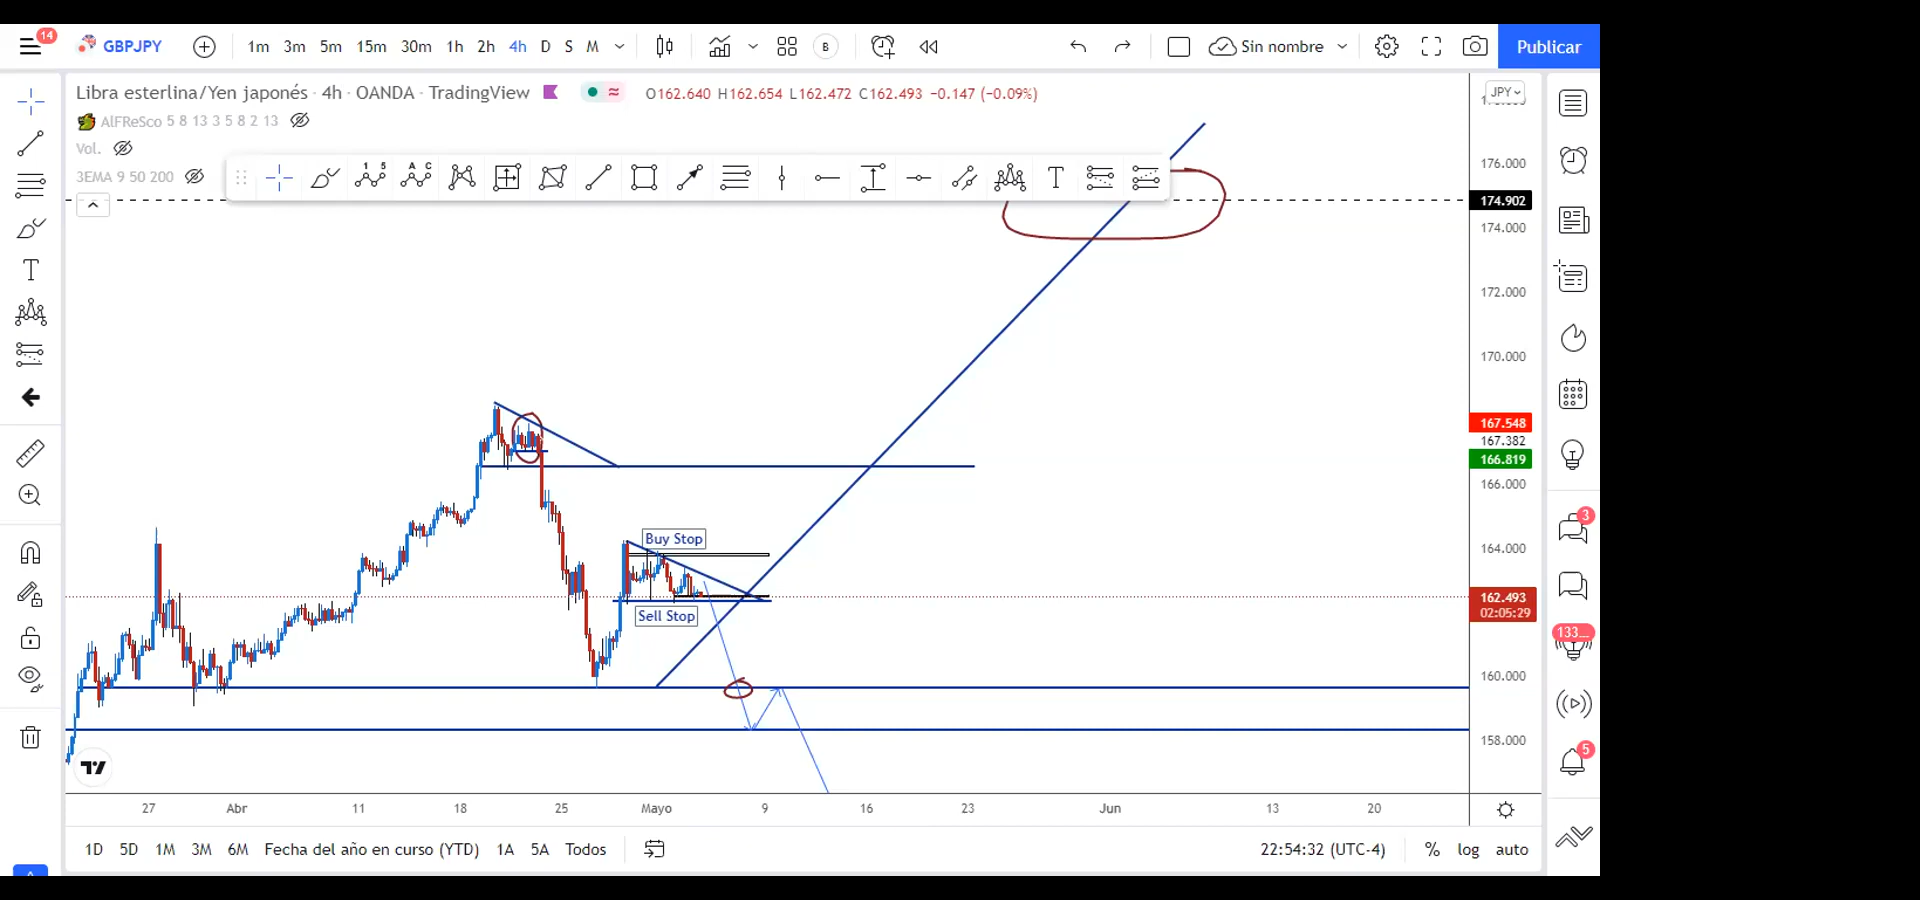 14 GBPJPY 1m 3m 5m 15m 30m 1h 2h 4h D S M B Sin nombre Publicar
Libra esterlina/Yen japonés · 4h · OANDA · TradingView O162.640 H162.654 L162.472 C162.493 −0.147 (−0.09%) JPY
AlFReSco 5 8 13 3 5 8 2 13
Vol.
3EMA 9 50 200
1 5 A C T
176.000
174.902
174.000
T
172.000
170.000
167.548
167.382
166.819
166.000
3
Buy Stop
164.000
162.493
02:05:29
Sell Stop
133...
160.000
158.000
5
27 Abr 11 18 25 Mayo 9 16 23 Jun 13 20
1D 5D 1M 3M 6M Fecha del año en curso (YTD) 1A 5A Todos 22:54:32 (UTC-4) % log auto